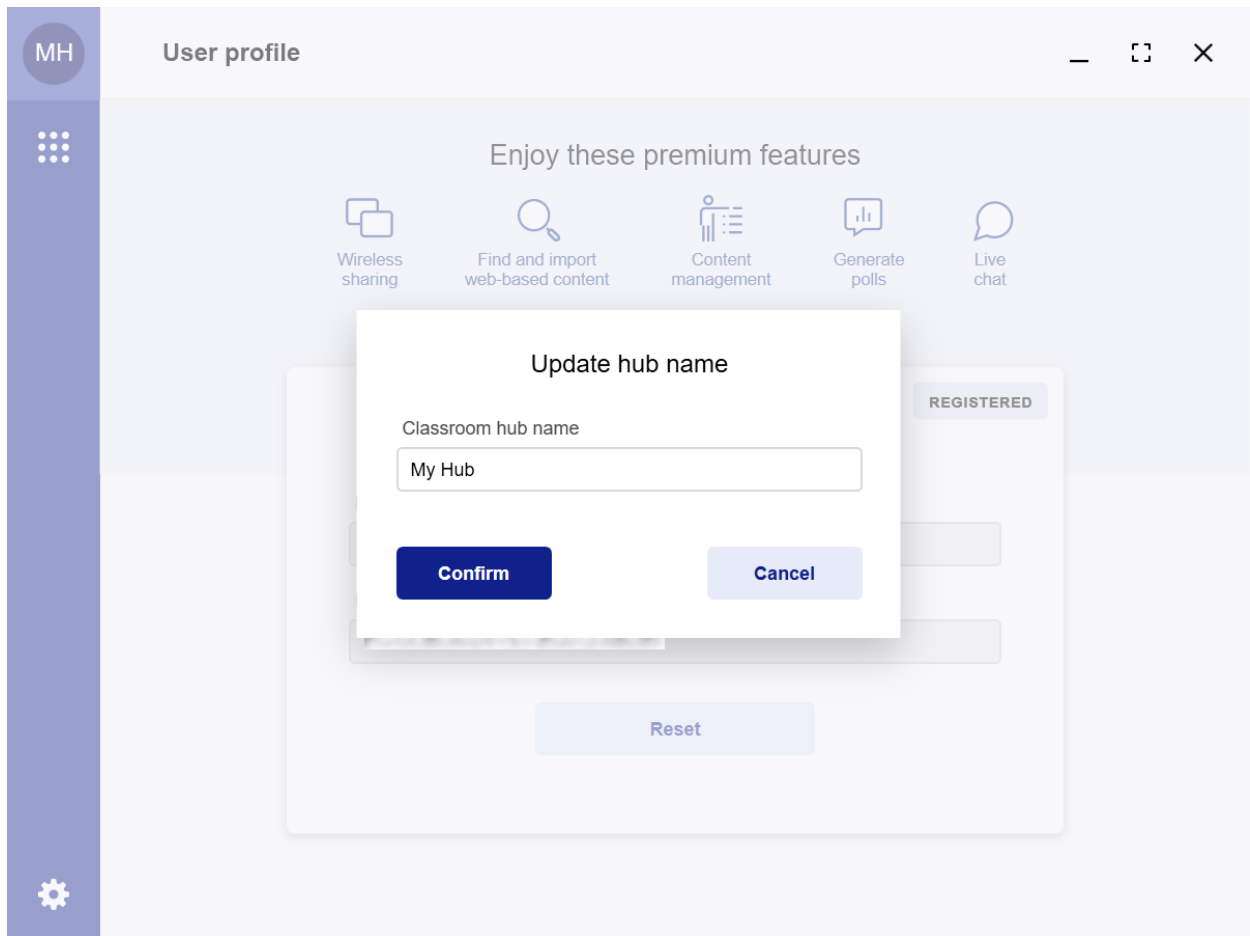 MH
User profile
Enjoy these premium features
Wireless
sharing
Find and import
web-based content
Content
management
Generate
polls
Live
chat
Update hub name
REGISTERED
Classroom hub name
My Hub
Confirm
Cancel
Reset